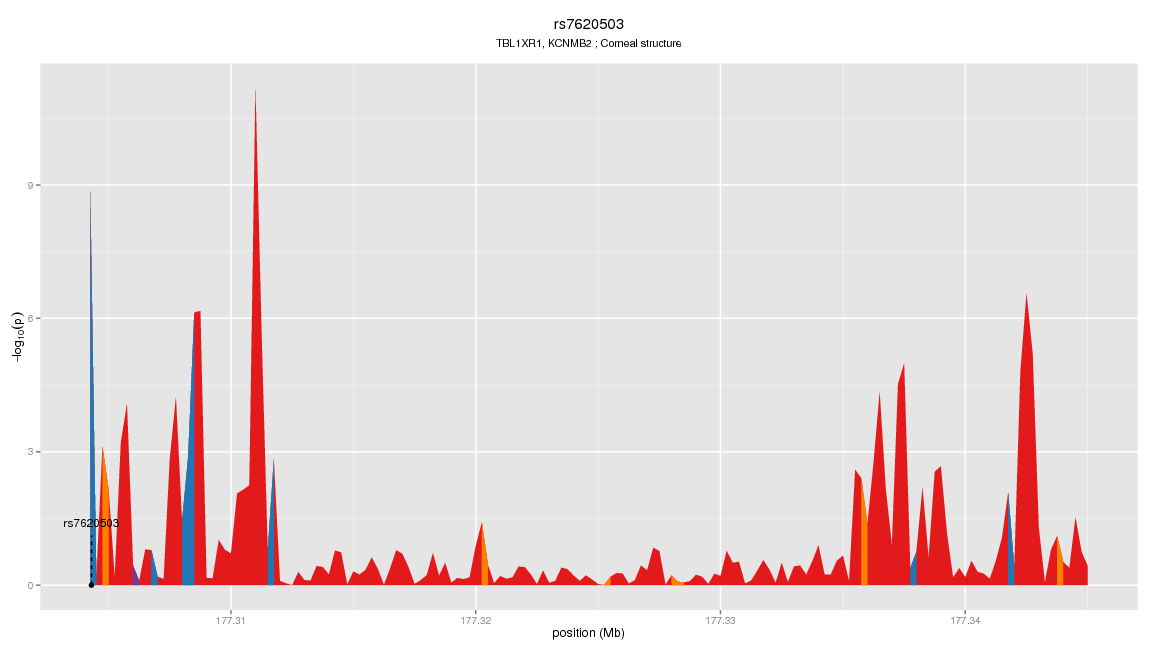 rs7620503
TBL1XR1, KCNMB2 ; Corneal structure
9
6
3
0
−log10(p)
rs7620503
177.31 177.32 177.33 177.34
position (Mb)